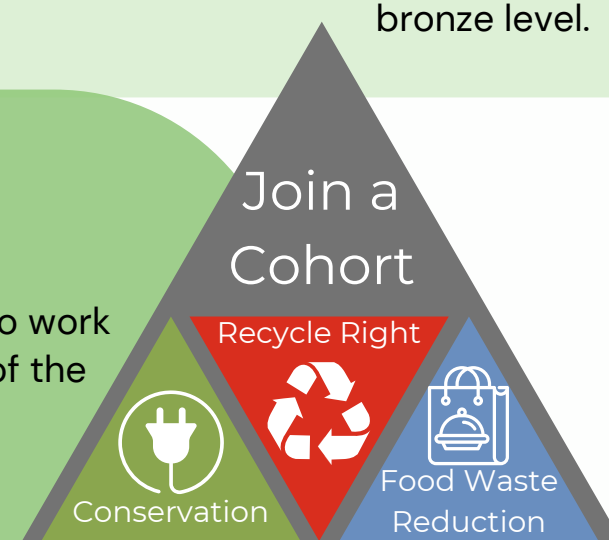 bronze level.
Join a
Cohort
o work
of the
Recycle Right
Conservation
Food Waste
Reduction